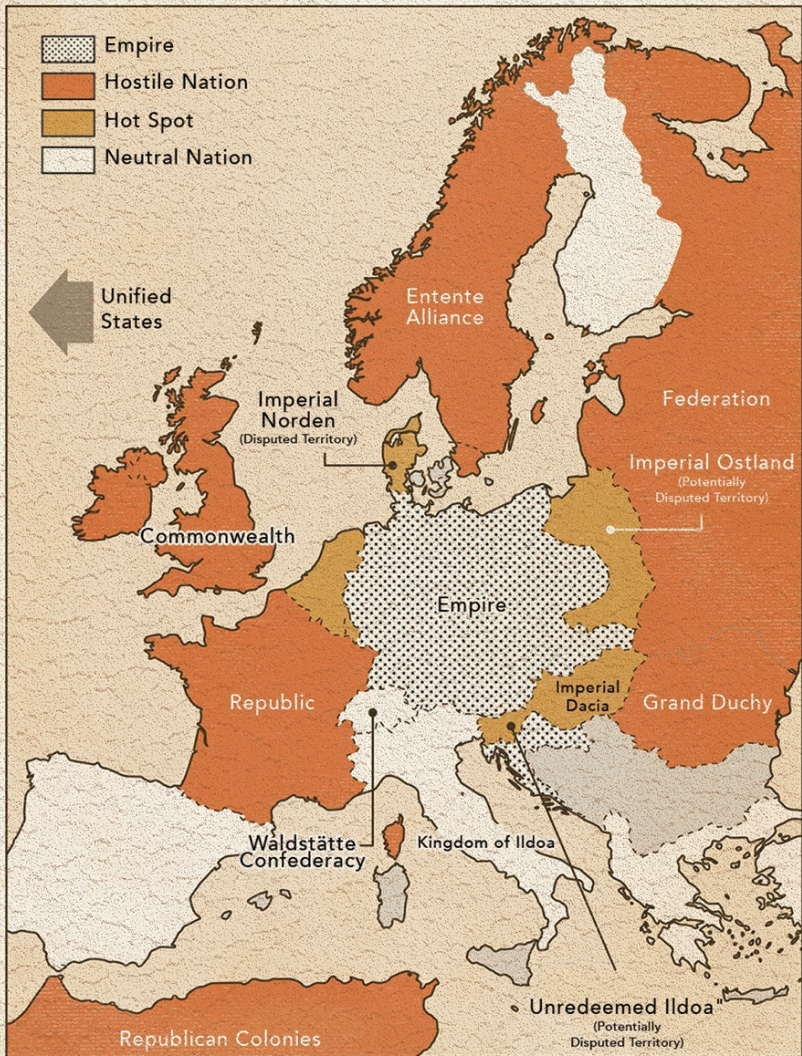 Empire
Hostile Nation
Hot Spot
Neutral Nation
Unified
States
Entente
Alliance
Imperial
Norden
(Disputed Territory)
Federation
Imperial Ostland
(Potentially
Disputed Territory)
Commonwealth
Empire
Imperial
Dacia
Republic
Grand Duchy
Waldstätte
Confederacy
Kingdom of Ildoa
Unredeemed Ildoa"
(Potentially
Disputed Territory)
Republican Colonies